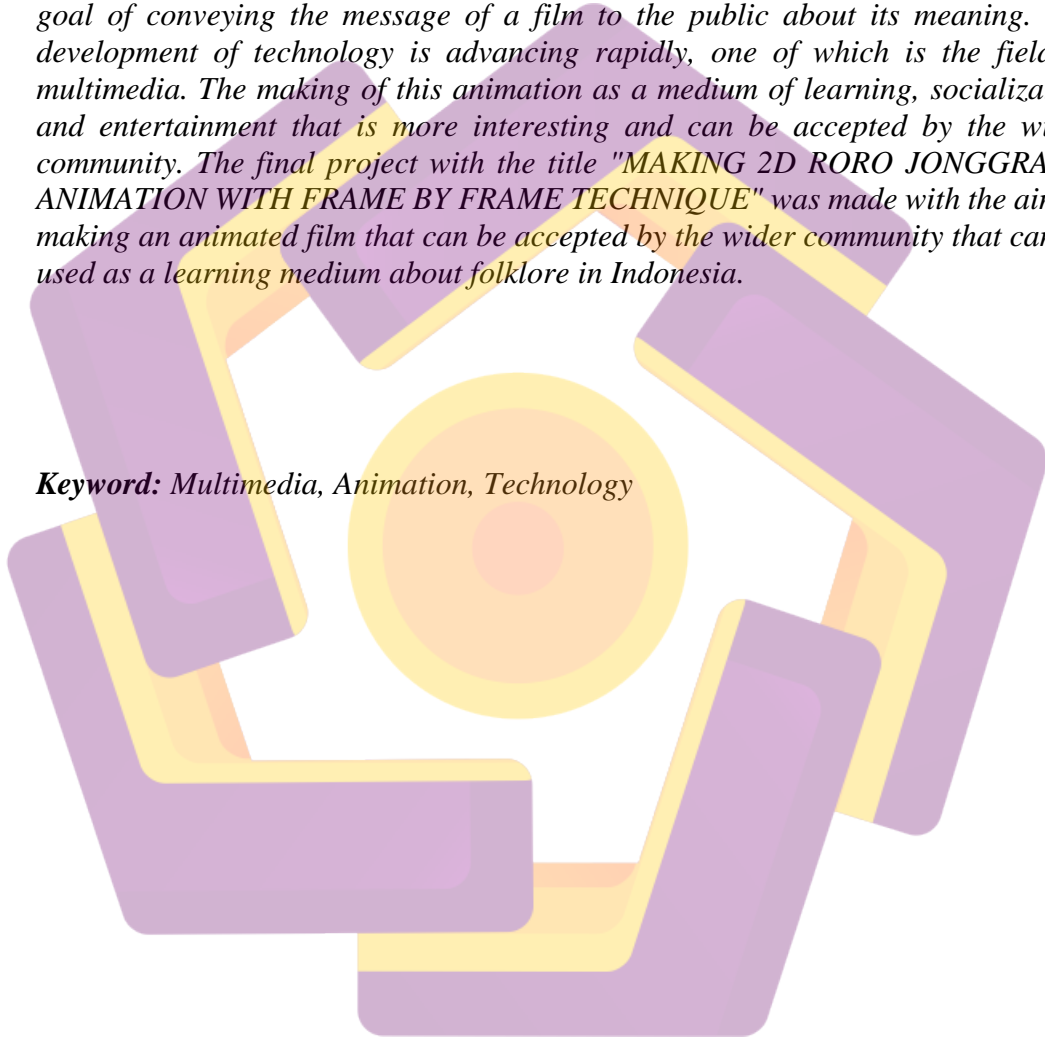 goal of conveying the message of a film to the public about its meaning.
development of technology is advancing rapidly, one of which is the field
multimedia. The making of this animation as a medium of learning, socializa
and entertainment that is more interesting and can be accepted by the wi
community. The final project with the title "MAKING 2D RORO JONGGRA
ANIMATION WITH FRAME BY FRAME TECHNIQUE" was made with the aim
making an animated film that can be accepted by the wider community that can
used as a learning medium about folklore in Indonesia.
Keyword: Multimedia, Animation, Technology